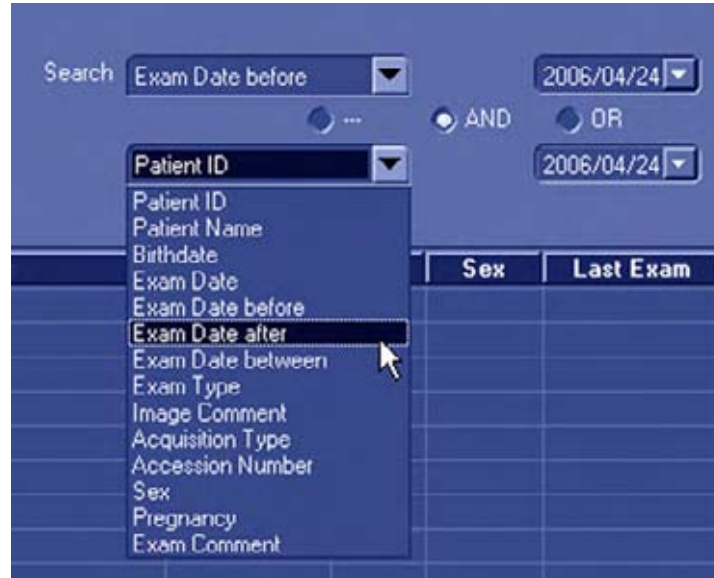 Search Exam Date before 2006/04/24
--- AND OR
Patient ID 2006/04/24
Patient ID
Patient Name
Birthdate
Sex Last Exam
Exam Date
Exam Date before
Exam Date after
Exam Date between
Exam Type
Image Comment
Acquisition Type
Accession Number
Sex
Pregnancy
Exam Comment